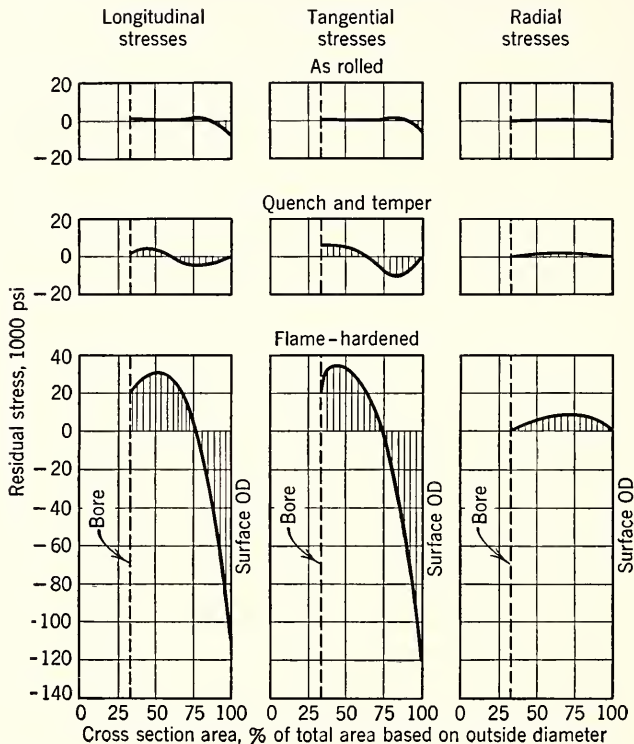 Longitudinal stresses
Tangential stresses
Radial stresses
As rolled
20
0
−20
Quench and temper
20
0
−20
Flame-hardened
40
20
0
-20
-40
-60
-80
-100
-120
-140
Residual stress, 1000 psi
Bore
Surface OD
Bore
Surface OD
Bore
Surface OD
0 25 50 75 100
0 25 50 75 100
0 25 50 75 100
Cross section area, % of total area based on outside diameter